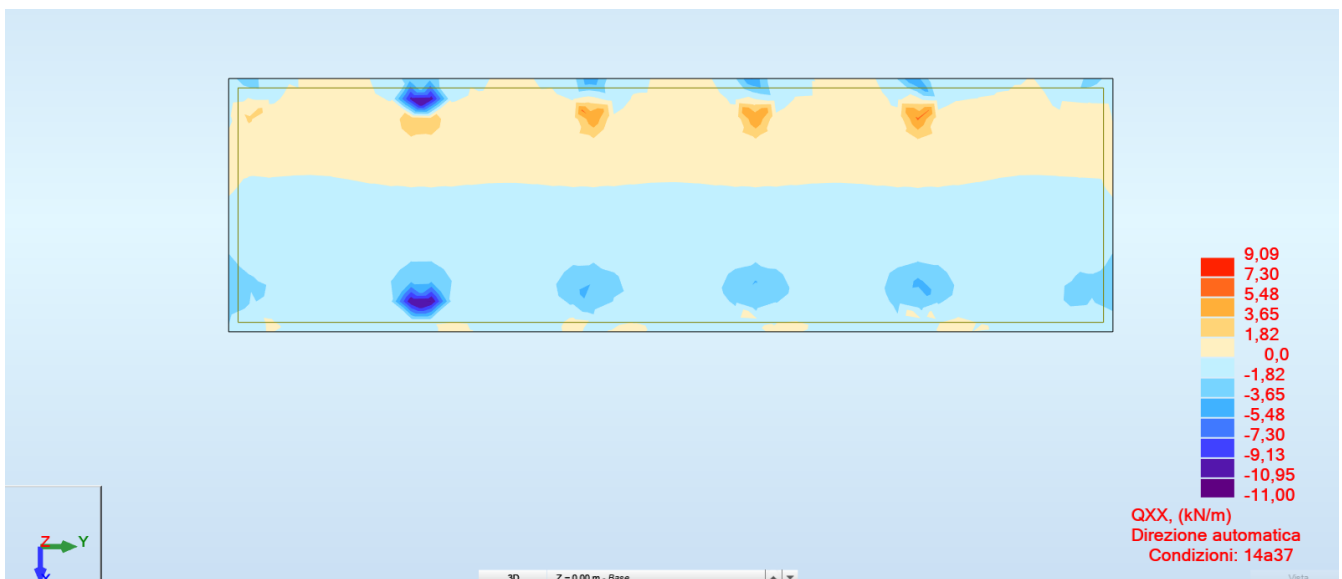 9,09
7,30
5,48
3,65
1,82
0,0
-1,82
-3,65
-5,48
-7,30
-9,13
-10,95
-11,00
QXX, (kN/m)
Direzione automatica
Condizioni: 14a37
Z Y
3D Z = 0.00 m - Base
Vista